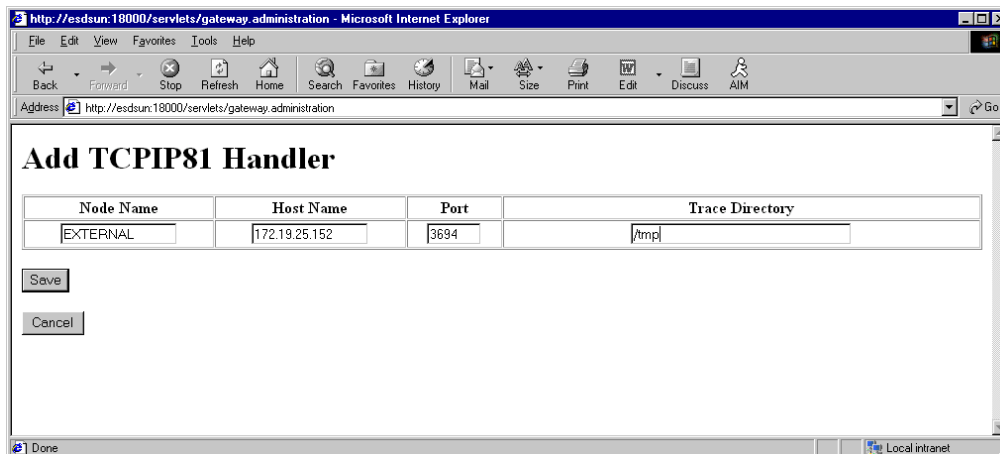 http://esdsun:18000/servlets/gateway.administration - Microsoft Internet Explorer
File Edit View Favorites Tools Help
Back Forward Stop Refresh Home Search Favorites History Mail Size Print Edit Discuss AIM
Address http://esdsun:18000/servlets/gateway.administration Go
Add TCPIP81 Handler
Node Name Host Name Port Trace Directory
EXTERNAL 172.19.25.152 3694 /tmp
Save
Cancel
Done Local intranet